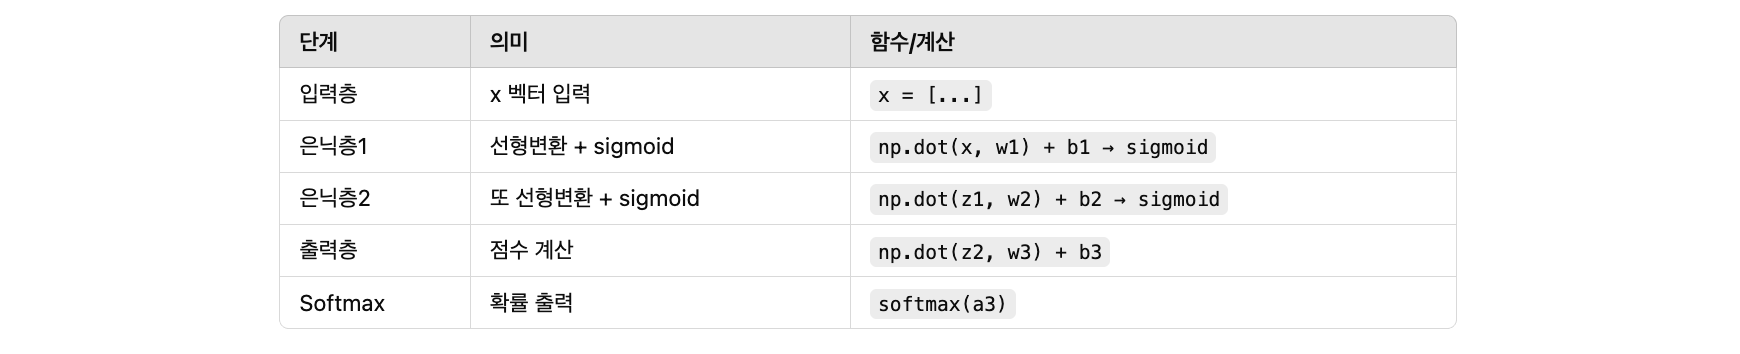 단계 의미 함수/계산
입력층 x 벡터 입력 x = [...]
은닉층1 선형변환 + sigmoid np.dot(x, w1) + b1 → sigmoid
은닉층2 또 선형변환 + sigmoid np.dot(z1, w2) + b2 → sigmoid
출력층 점수 계산 np.dot(z2, w3) + b3
Softmax 확률 출력 softmax(a3)